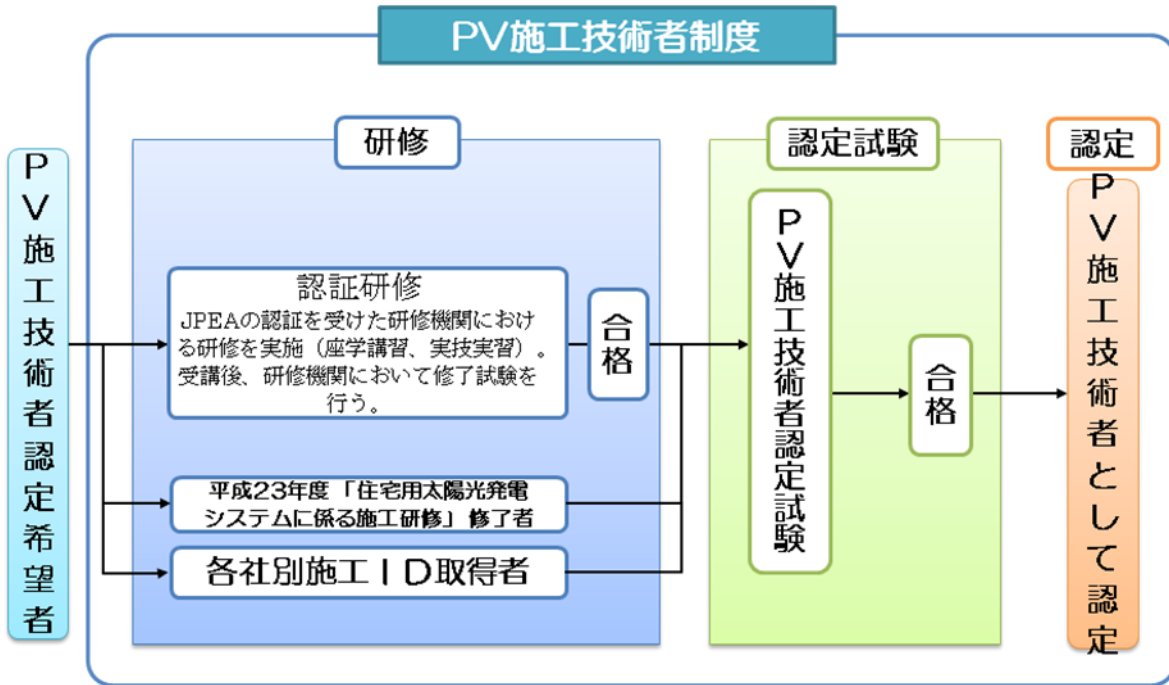 PV施工技術者制度
PV施工技術者認定希望者
研修
認証研修
JPEAの認証を受けた研修機関におけ
る研修を実施（座学講習、実技実習）。
受講後、研修機関において修了試験を
行う。
合格
平成23年度「住宅用太陽光発電
システムに係る施工研修」修了者
各社別施工ID取得者
認定試験
PV施工技術者認定試験
合格
認定
PV施工技術者として認定